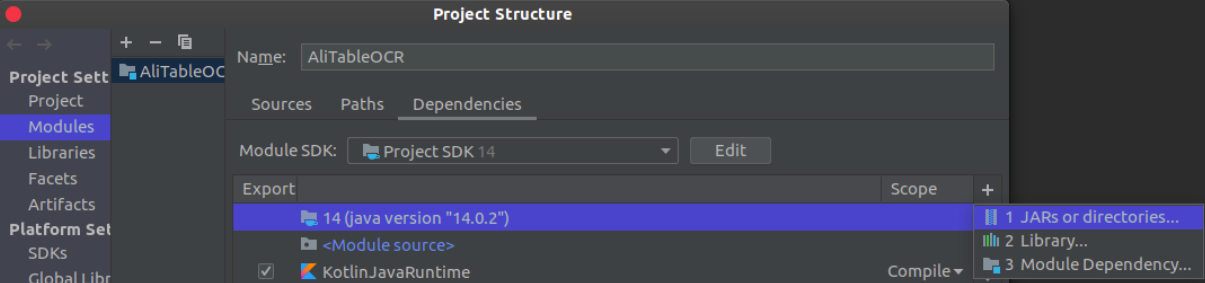 Project Structure
Name: AliTableOCR
Project Sett
Project
Modules
Libraries
Facets
Artifacts
Platform Set
SDKs
Global Libr
AliTableOC
Sources Paths Dependencies
Module SDK: Project SDK 14 Edit
Export Scope
14 (java version "14.0.2")
<Module source>
KotlinJavaRuntime Compile
1 JARs or directories...
2 Library...
3 Module Dependency...